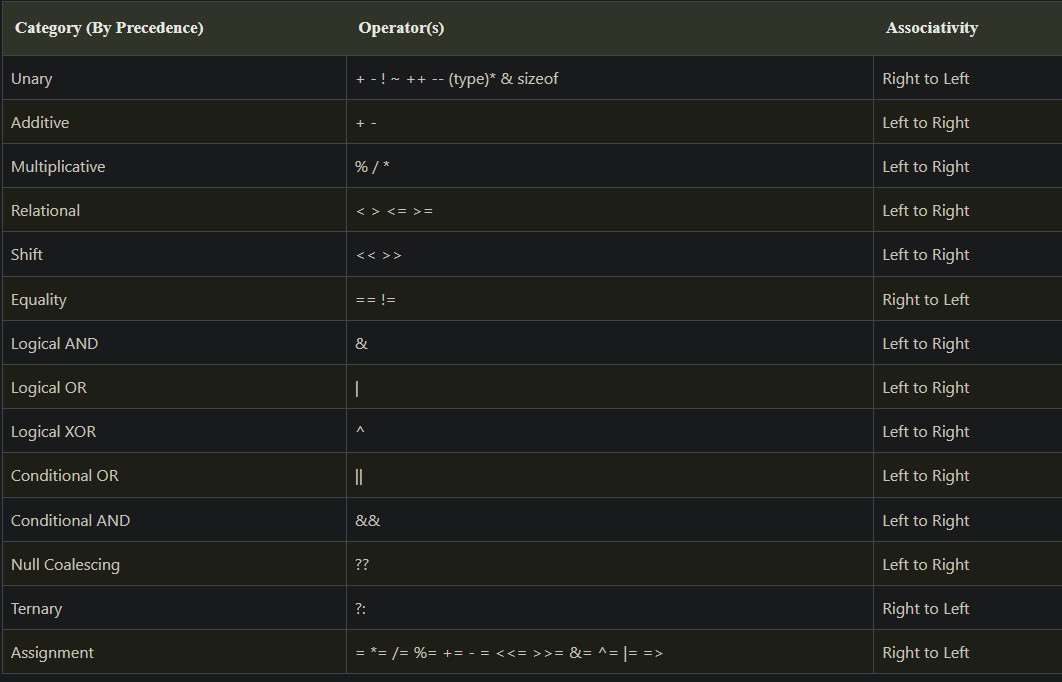 Category (By Precedence) Operator(s) Associativity
Unary + - ! ~ ++ -- (type)* & sizeof Right to Left
Additive + - Left to Right
Multiplicative % / * Left to Right
Relational < > <= >= Left to Right
Shift << >> Left to Right
Equality == != Right to Left
Logical AND & Left to Right
Logical OR | Left to Right
Logical XOR ^ Left to Right
Conditional OR || Left to Right
Conditional AND && Left to Right
Null Coalescing ?? Left to Right
Ternary ?: Right to Left
Assignment = *= /= %= += - = <<= >>= &= ^= |= => Right to Left